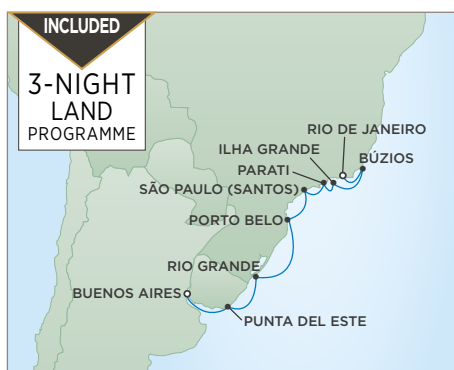 INCLUDED
3-NIGHT
LAND
PROGRAMME
RIO DE JANEIRO
ILHA GRANDE
BÚZIOS
PARATI
SÃO PAULO (SANTOS)
PORTO BELO
RIO GRANDE
BUENOS AIRES
PUNTA DEL ESTE